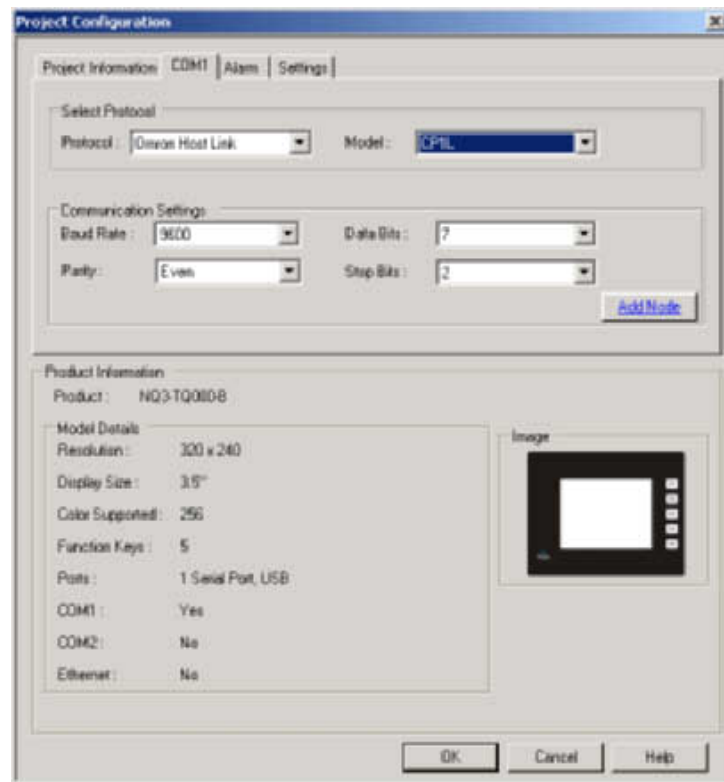 Project Configuration
Project Information COM1 Alarm Settings
Select Protocol
Protocol : Omron Host Link Model : CP1L
Communication Settings
Baud Rate : 9600 Data Bits : 7
Parity : Even Stop Bits : 2
Add Node
Product Information
Product : NQ3-TQ000-B
Model Details
Image
Resolution : 320 x 240
Display Size : 3.5"
Color Supported : 256
Function Keys : 5
Ports : 1 Serial Port, USB
COM1 : Yes
COM2 : No
Ethernet : No
OK Cancel Help